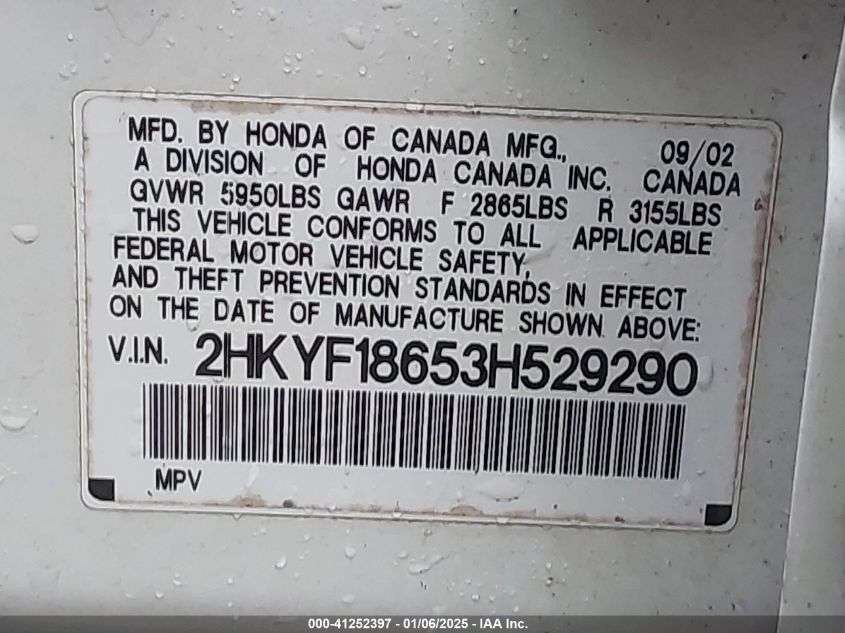 MFD. BY HONDA OF CANADA MFG., 09/02
A DIVISION OF HONDA CANADA INC. CANADA
GVWR 5950LBS GAWR F 2865LBS R 3155LBS
THIS VEHICLE CONFORMS TO ALL APPLICABLE
FEDERAL MOTOR VEHICLE SAFETY,
AND THEFT PREVENTION STANDARDS IN EFFECT
ON THE DATE OF MANUFACTURE SHOWN ABOVE:
V.I.N. 2HKYF18653H529290
MPV
000-41252397 - 01/06/2025 - IAA Inc.